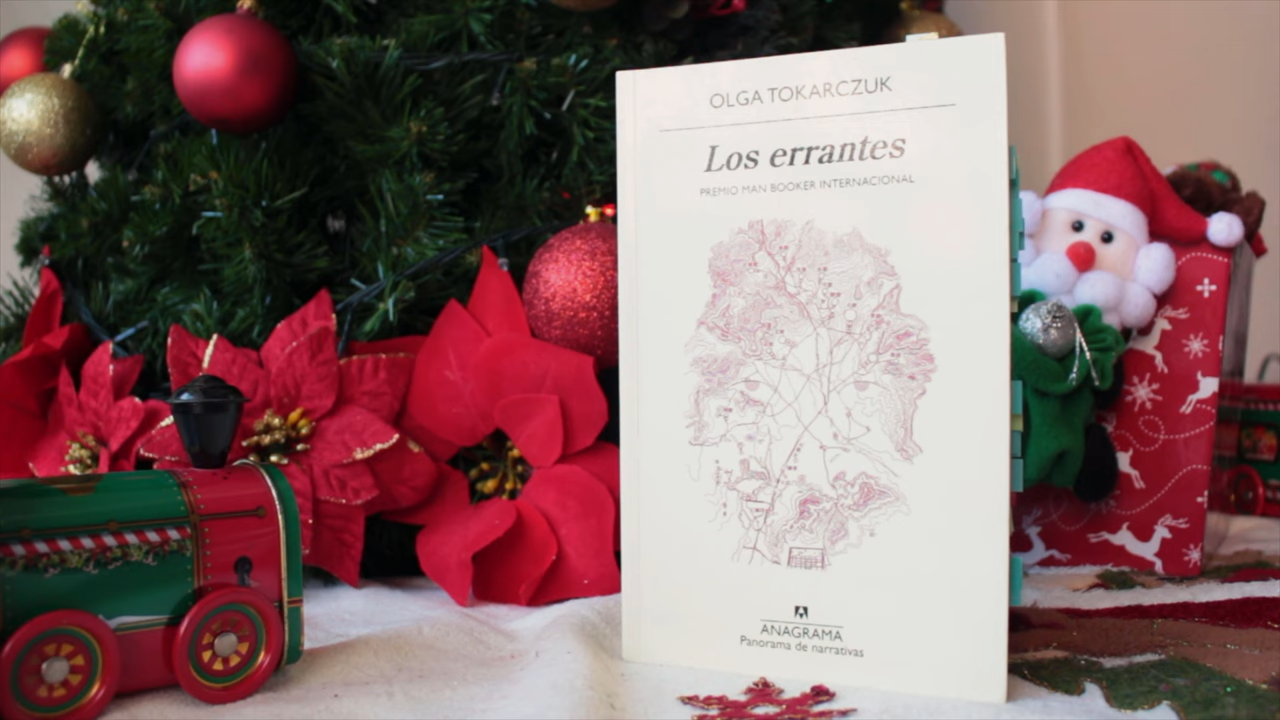 OLGA TOKARCZUK
Los errantes
PREMIO MAN BOOKER INTERNACIONAL
ANAGRAMA
Panorama de narrativas